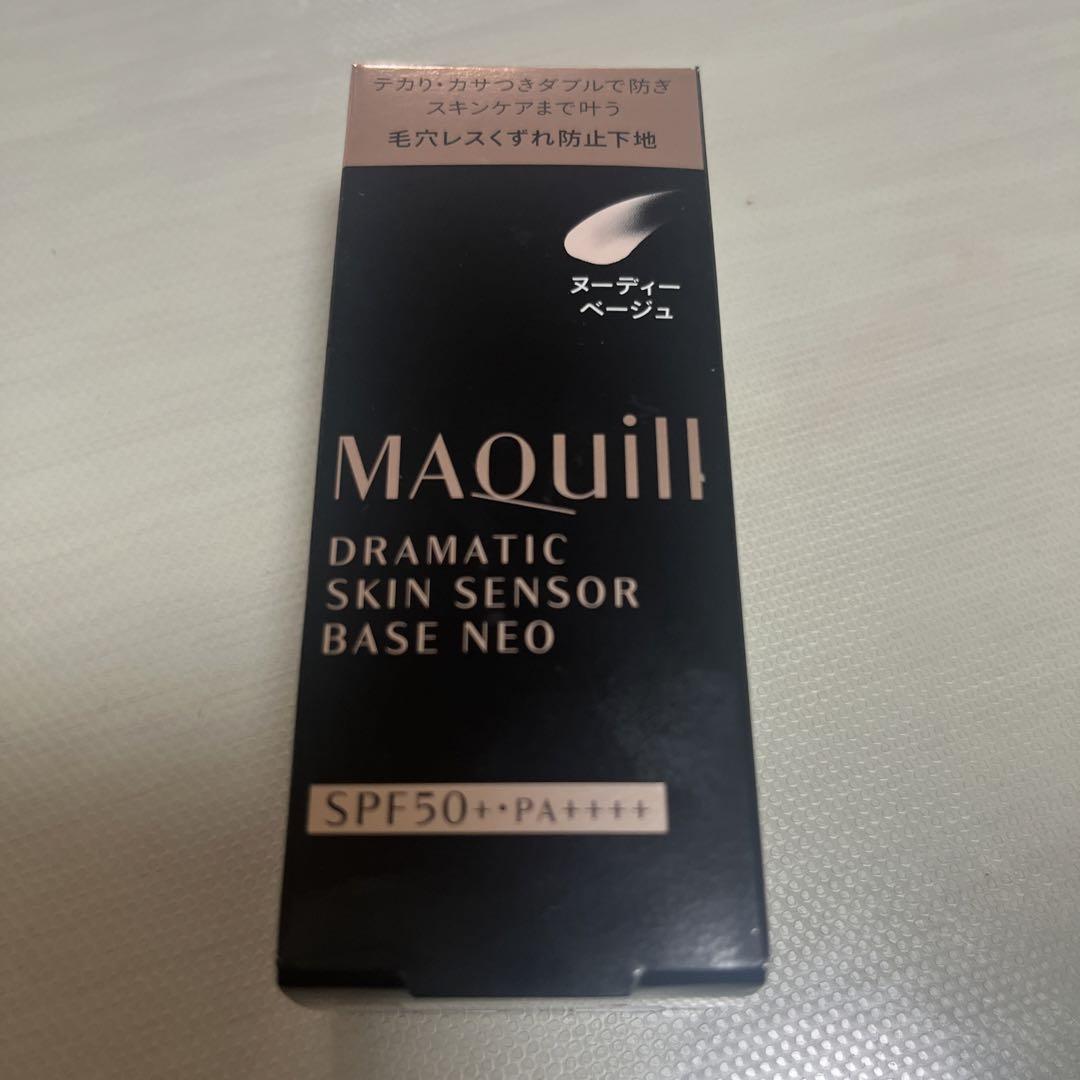 テカリ・カサつきダブルで防ぎ
スキンケアまで叶う
毛穴レスくずれ防止下地
ヌーディー
ベージュ
MAQuill
DRAMATIC
SKIN SENSOR
BASE NEO
SPF50+・PA++++